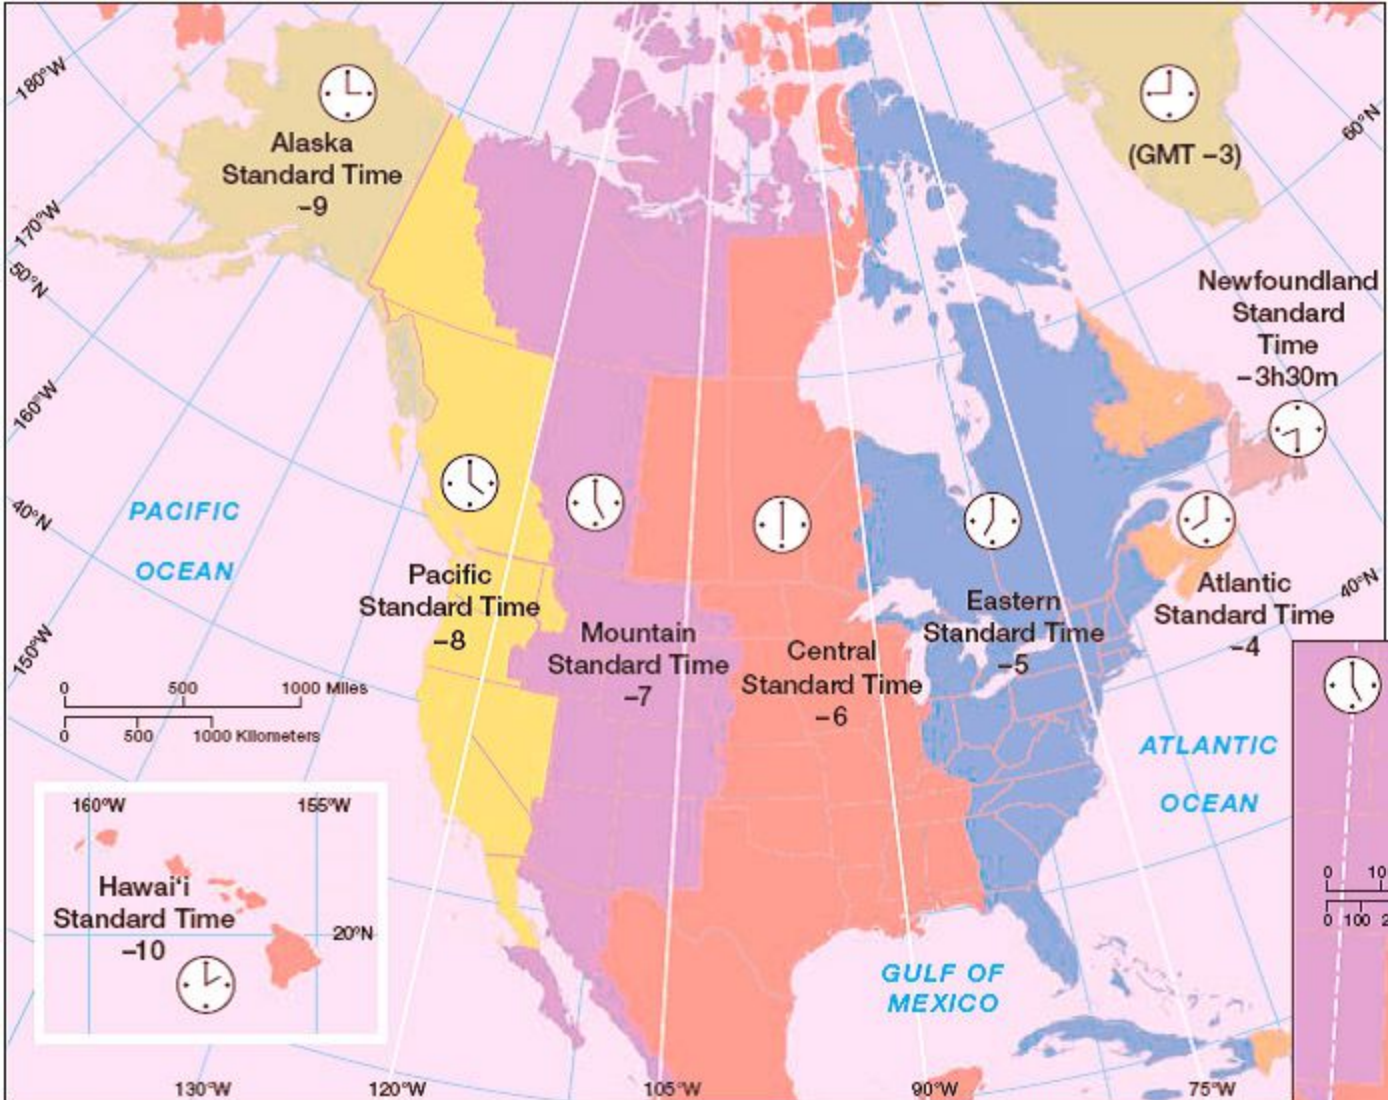 180°W
Alaska
Standard Time
–9
(GMT –3)
60°N
170°W
50°N
Newfoundland
Standard
Time
–3h30m
160°W
40°N
PACIFIC
OCEAN
Pacific
Standard Time
–8
Mountain
Standard Time
–7
Central
Standard Time
–6
Eastern
Standard Time
–5
Atlantic
Standard Time
–4
40°N
150°W
0 500 1000 Miles
0 500 1000 Kilometers
ATLANTIC
OCEAN
160°W 155°W
Hawai‘i
Standard Time
–10
20°N
GULF OF
MEXICO
0 10
0 100 2
130°W 120°W 105°W 90°W 75°W